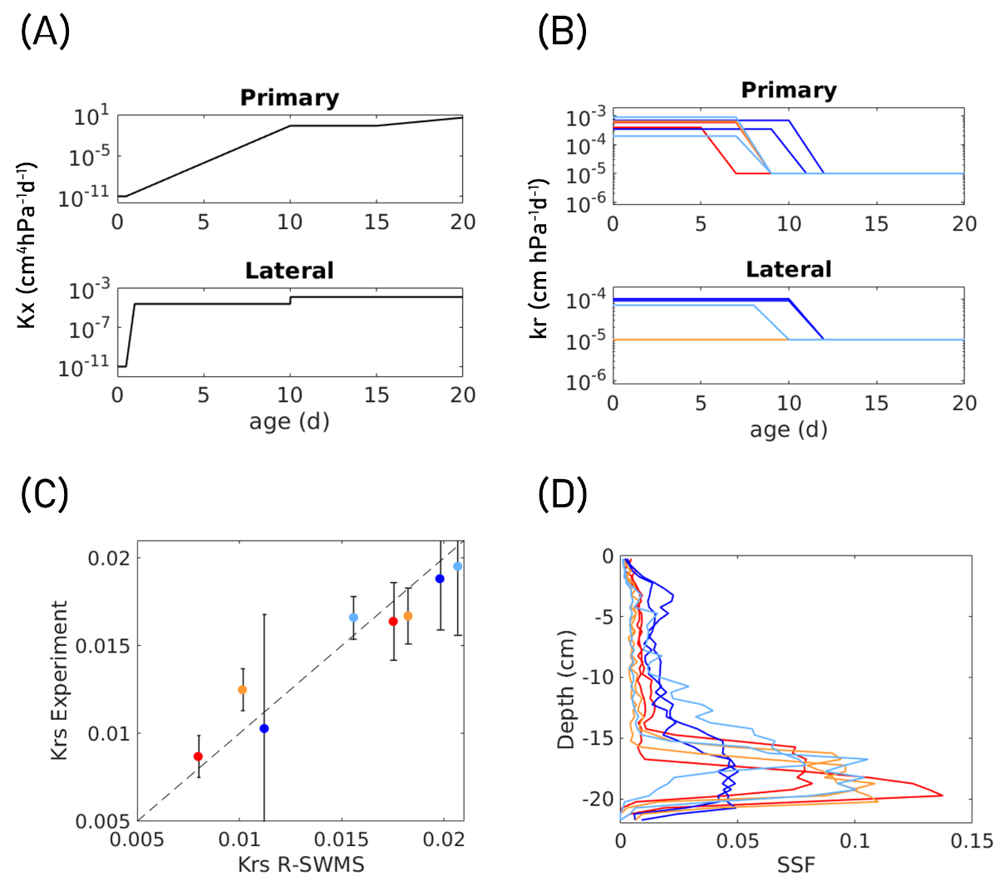 (A)
Primary
10¹
10⁻⁵
10⁻¹¹
0 5 10 15 20
Lateral
10⁻³
10⁻⁷
10⁻¹¹
0 5 10 15 20
age (d)
Kx (cm⁴hPa⁻¹d⁻¹)
(B)
Primary
10⁻³
10⁻⁴
10⁻⁵
10⁻⁶
0 5 10 15 20
Lateral
10⁻⁴
10⁻⁵
10⁻⁶
0 5 10 15 20
age (d)
kr (cm hPa⁻¹d⁻¹)
(C)
0.02
0.015
0.01
0.005
0.005 0.01 0.015 0.02
Krs R-SWMS
Krs Experiment
(D)
0
-5
-10
-15
-20
0 0.05 0.1 0.15
SSF
Depth (cm)